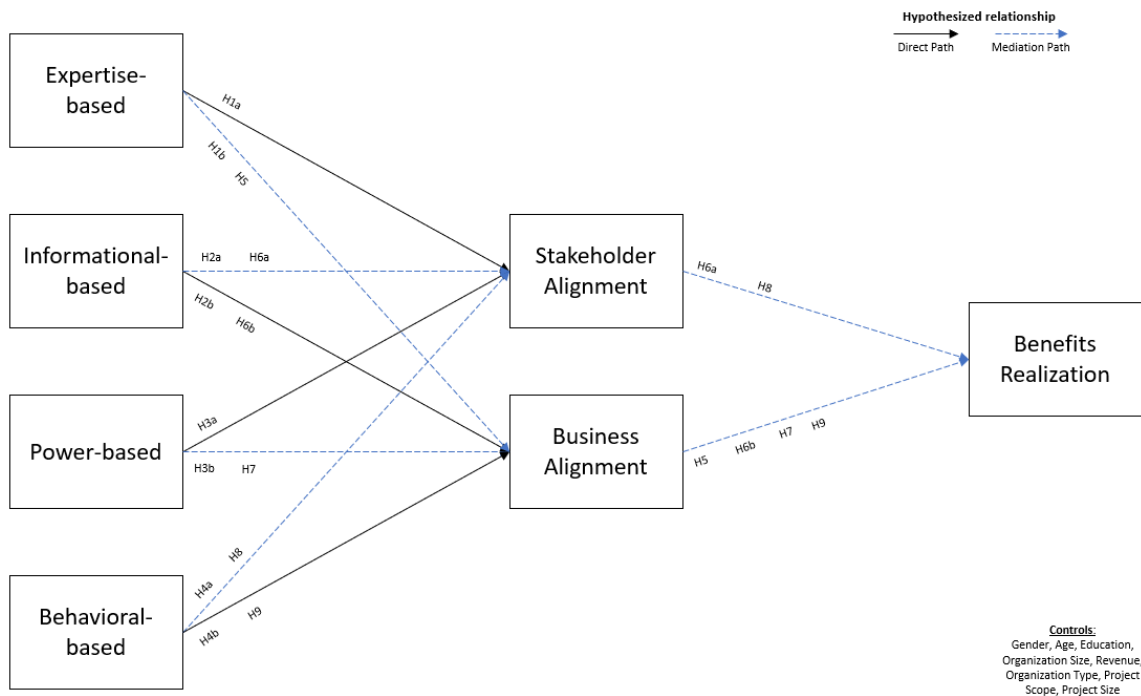 Hypothesized relationship
Direct Path
Mediation Path
Expertise-
based
H1a
H1b
H5
Informational-
based
H2a
H6a
H2b
H6b
Power-based
H3a
H3b
H7
Behavioral-
based
H4a
H8
H4b
H9
Stakeholder
Alignment
H6a
H8
Business
Alignment
H5
H6b
H7
H9
Benefits
Realization
Controls:
Gender, Age, Education,
Organization Size, Revenue,
Organization Type, Project
Scope, Project Size